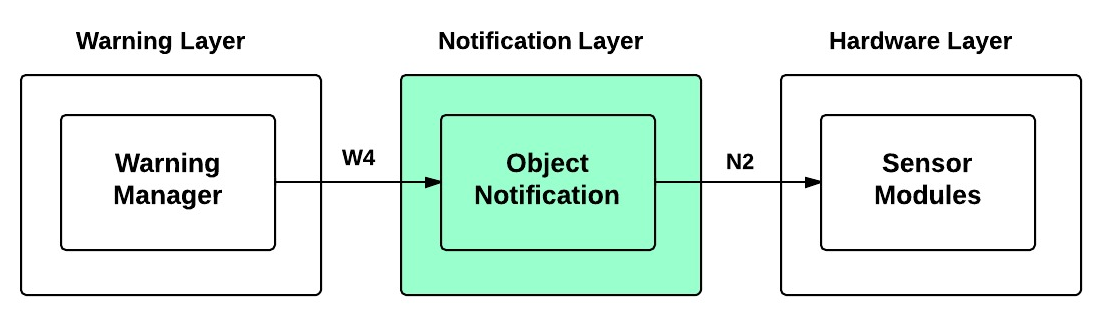 Warning Layer
Notification Layer
Hardware Layer
Warning
Manager
W4
Object
Notification
N2
Sensor
Modules